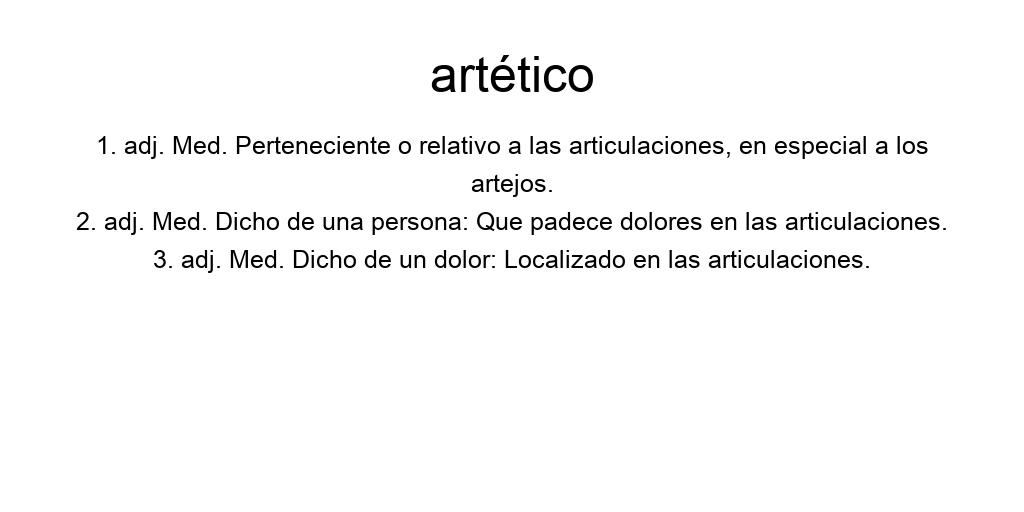 artético
1. adj. Med. Perteneciente o relativo a las articulaciones, en especial a los
artejos.
2. adj. Med. Dicho de una persona: Que padece dolores en las articulaciones.
3. adj. Med. Dicho de un dolor: Localizado en las articulaciones.